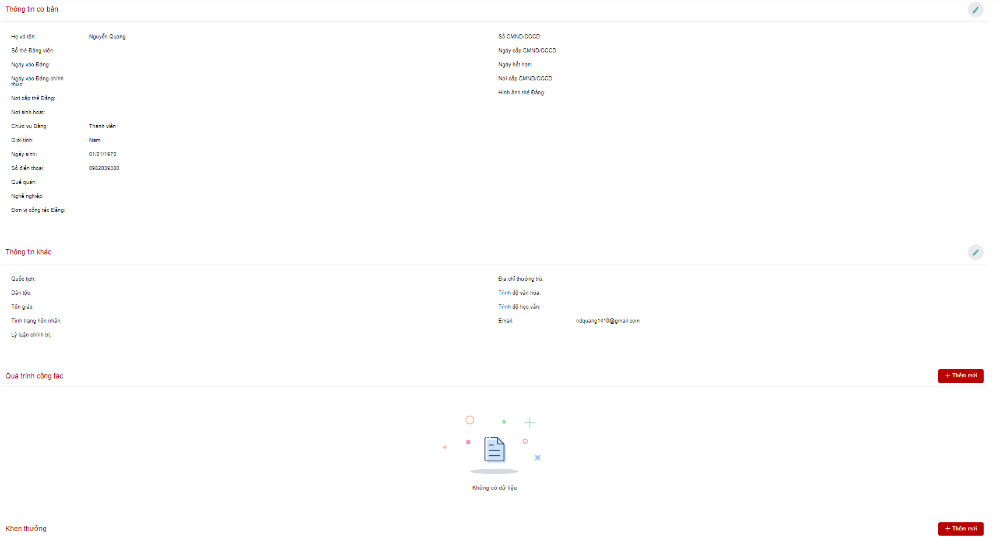 Thông tin cơ bản
Họ và tên: Nguyễn Quang
Số thẻ Đảng viên:
Ngày vào Đảng:
Ngày vào Đảng chính
thức:
Nơi cấp thẻ Đảng:
Nơi sinh hoạt:
Chức vụ Đảng: Thành viên
Giới tính: Nam
Ngày sinh: 01/01/1970
Số điện thoại: 0982039380
Quê quán:
Nghề nghiệp:
Đơn vị công tác Đảng:
Số CMND/CCCD:
Ngày cấp CMND/CCCD:
Ngày hết hạn:
Nơi cấp CMND/CCCD:
Hình ảnh thẻ Đảng:
Thông tin khác
Quốc tịch:
Dân tộc:
Tôn giáo:
Tình trạng hôn nhân:
Lý luận chính trị:
Địa chỉ thường trú:
Trình độ văn hóa:
Trình độ học vấn:
Email: ndquang1410@gmail.com
Quá trình công tác
+ Thêm mới
Không có dữ liệu
Khen thưởng
+ Thêm mới